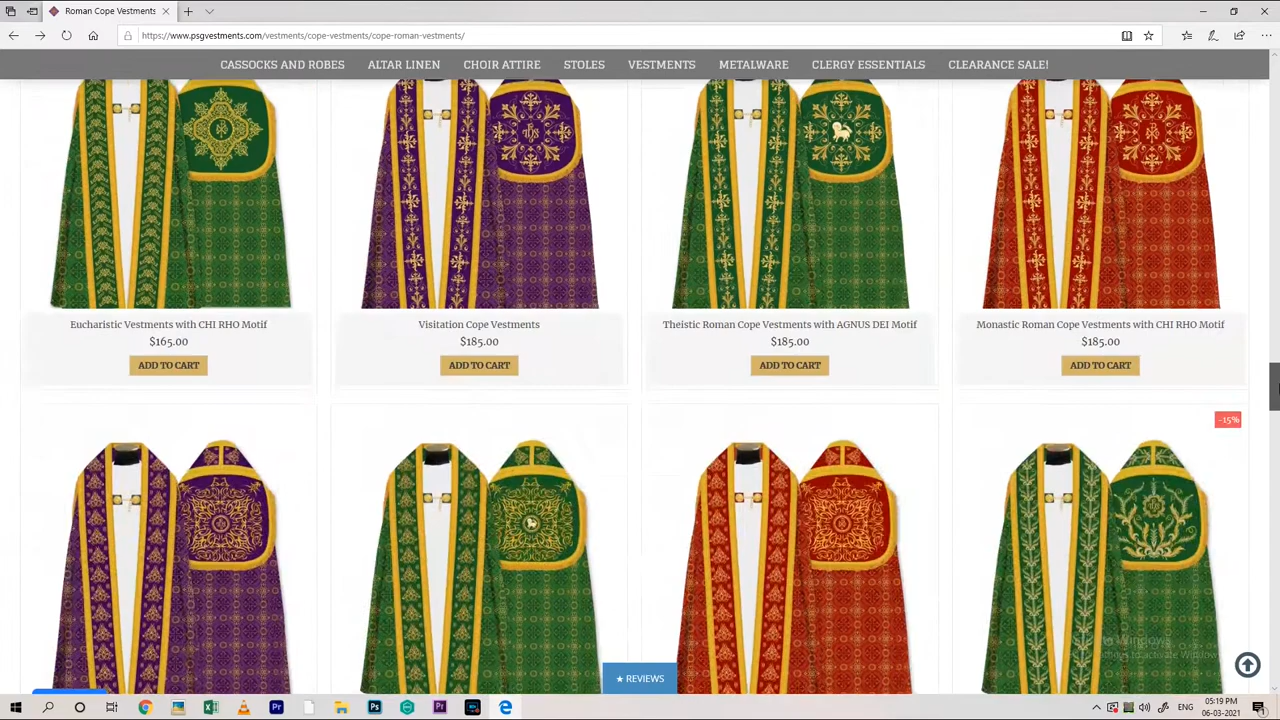 Roman Cope Vestments
https://www.psgvestments.com/vestments/cope-vestments/cope-roman-vestments/
CASSOCKS AND ROBES ALTAR LINEN CHOIR ATTIRE STOLES VESTMENTS METALWARE CLERGY ESSENTIALS CLEARANCE SALE!
Eucharistic Vestments with CHI RHO Motif
$165.00
ADD TO CART
Visitation Cope Vestments
$185.00
ADD TO CART
Theistic Roman Cope Vestments with AGNUS DEI Motif
$185.00
ADD TO CART
Monastic Roman Cope Vestments with CHI RHO Motif
$185.00
ADD TO CART
-15%
★ REVIEWS
ENG
05:19 PM
06-03-2021